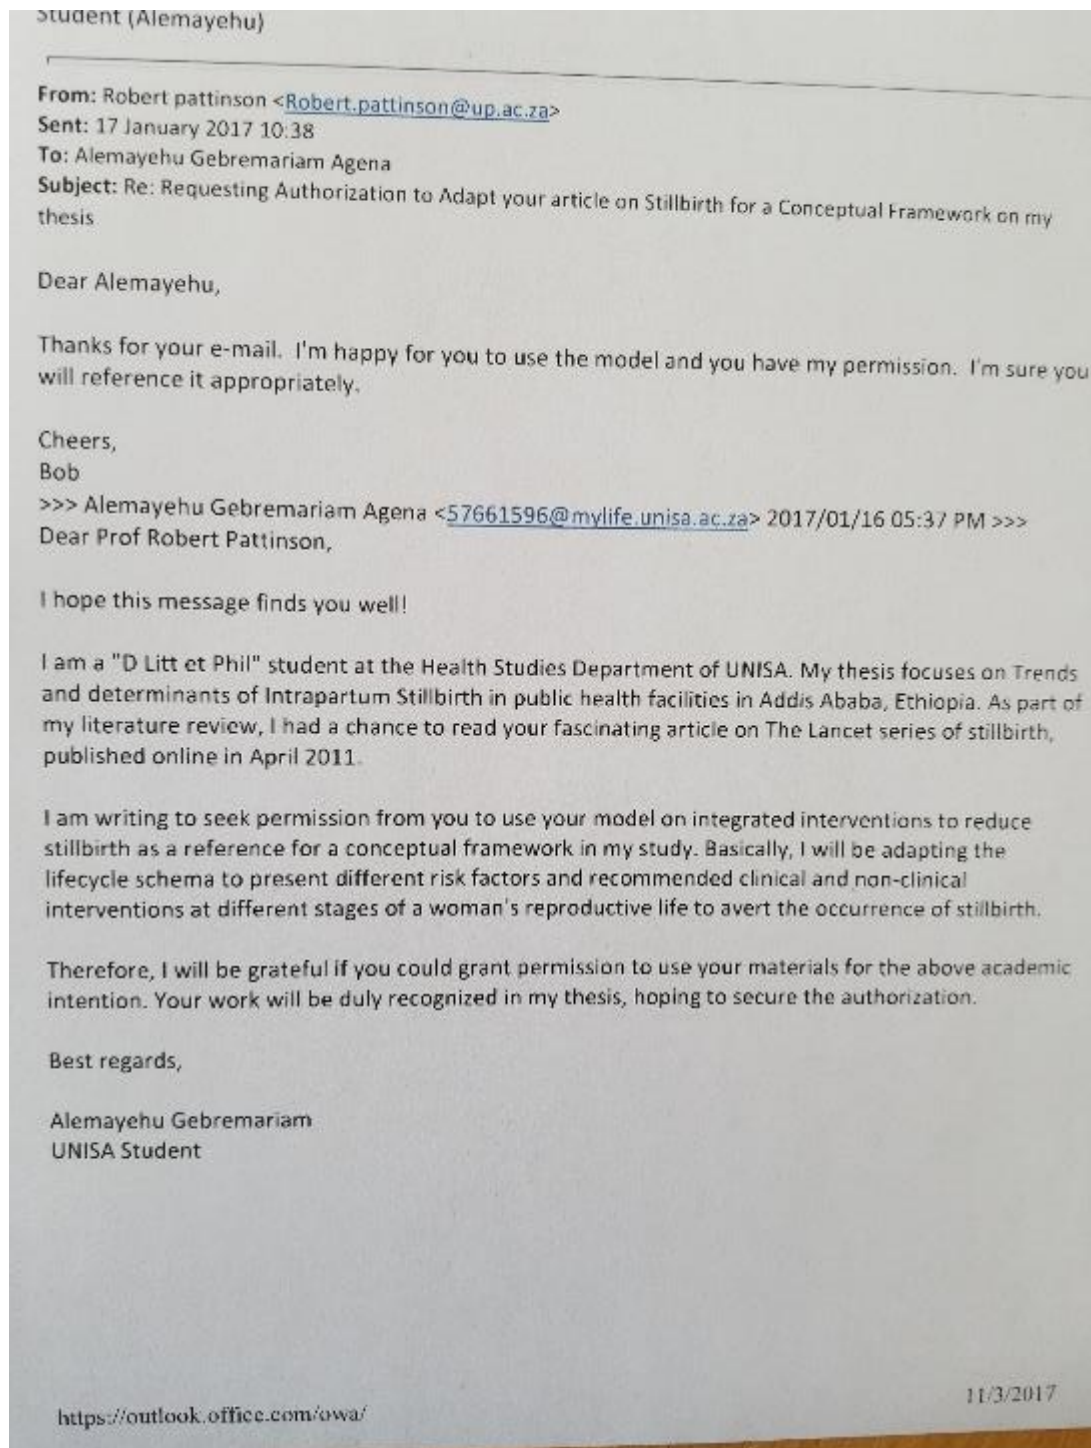 Student (Alemayehu)
From: Robert pattinson <Robert.pattinson@up.ac.za>
Sent: 17 January 2017 10:38
To: Alemayehu Gebremariam Agena
Subject: Re: Requesting Authorization to Adapt your article on Stillbirth for a Conceptual Framework on my
thesis
Dear Alemayehu,
Thanks for your e-mail.  I'm happy for you to use the model and you have my permission.  I'm sure you
will reference it appropriately.
Cheers,
Bob
>>> Alemayehu Gebremariam Agena <57661596@mylife.unisa.ac.za> 2017/01/16 05:37 PM >>>
Dear Prof Robert Pattinson,
I hope this message finds you well!
I am a "D Litt et Phil" student at the Health Studies Department of UNISA. My thesis focuses on Trends
and determinants of Intrapartum Stillbirth in public health facilities in Addis Ababa, Ethiopia. As part of
my literature review, I had a chance to read your fascinating article on The Lancet series of stillbirth,
published online in April 2011.
I am writing to seek permission from you to use your model on integrated interventions to reduce
stillbirth as a reference for a conceptual framework in my study. Basically, I will be adapting the
lifecycle schema to present different risk factors and recommended clinical and non-clinical
interventions at different stages of a woman's reproductive life to avert the occurrence of stillbirth.
Therefore, I will be grateful if you could grant permission to use your materials for the above academic
intention. Your work will be duly recognized in my thesis, hoping to secure the authorization.
Best regards,
Alemayehu Gebremariam
UNISA Student
https://outlook.office.com/owa/
11/3/2017